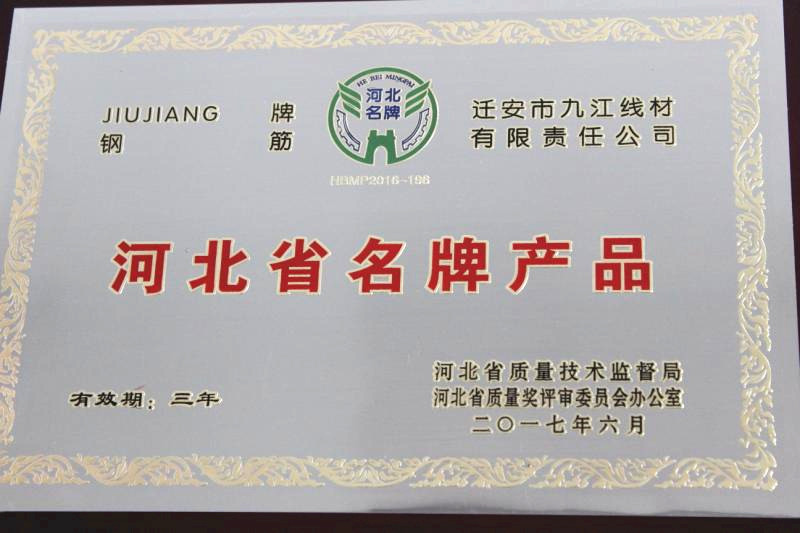 JIUJIANG 牌
钢 筋
HE BEI MINGPAI
河北
名牌
HBMP2016-196
迁安市九江线材
有限责任公司
河北省名牌产品
有效期：三年
河北省质量技术监督局
河北省质量奖评审委员会办公室
二〇一七年六月